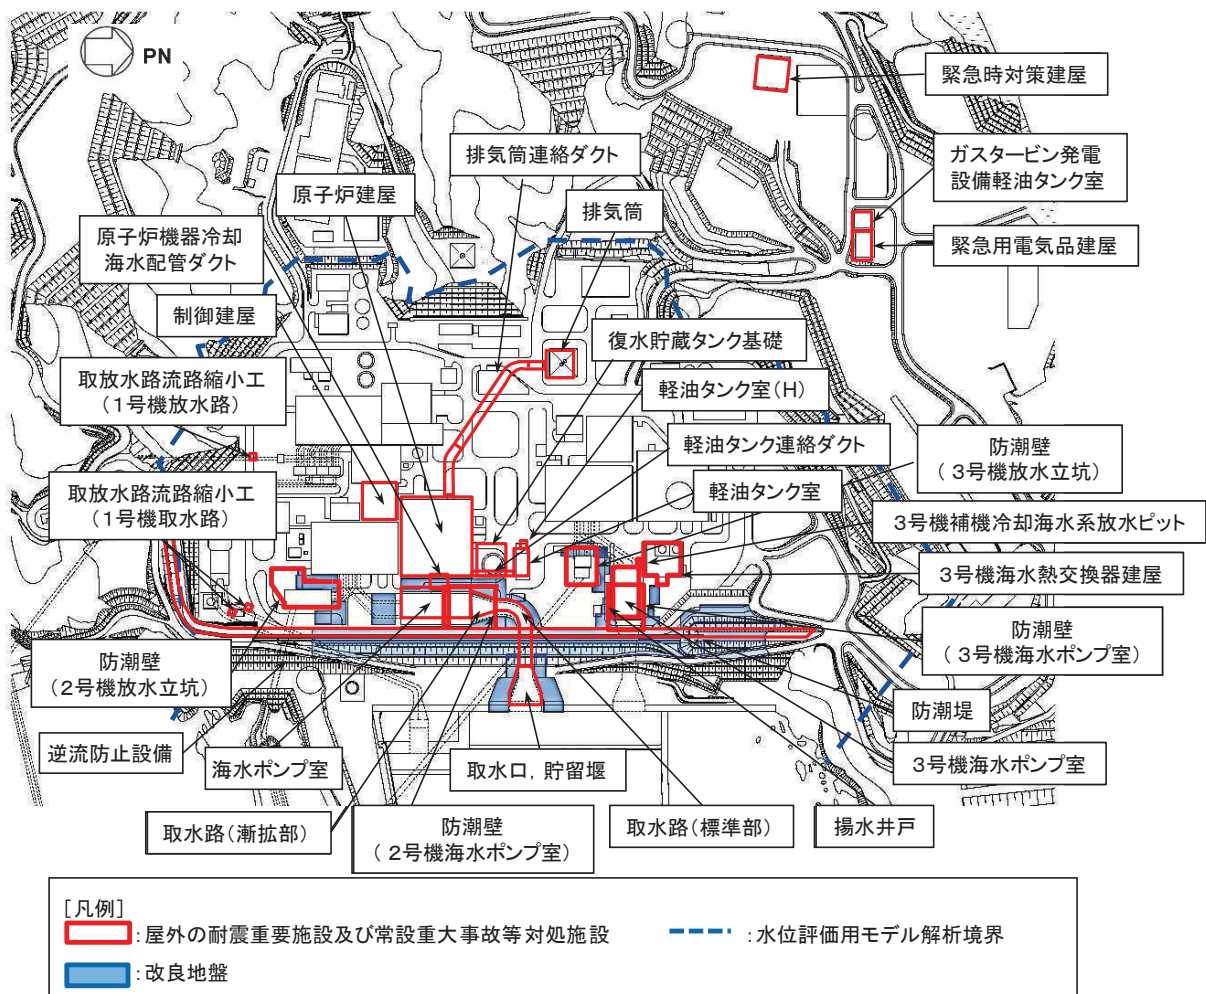 PN
緊急時対策建屋
ガスタービン発電
設備軽油タンク室
緊急用電気品建屋
排気筒連絡ダクト
原子炉建屋
排気筒
原子炉機器冷却
海水配管ダクト
制御建屋
復水貯蔵タンク基礎
取放水路流路縮小工
（1号機放水路）
軽油タンク室（H）
軽油タンク連絡ダクト
防潮壁
（３号機放水立坑）
軽油タンク室
取放水路流路縮小工
（1号機取水路）
３号機補機冷却海水系放水ピット
３号機海水熱交換器建屋
防潮壁
（３号機海水ポンプ室）
防潮壁
（２号機放水立坑）
防潮堤
逆流防止設備
海水ポンプ室
取水口，貯留堰
３号機海水ポンプ室
取水路（漸拡部）
防潮壁
（２号機海水ポンプ室）
取水路（標準部）
揚水井戸
［凡例］
：屋外の耐震重要施設及び常設重大事故等対処施設
：水位評価用モデル解析境界
：改良地盤